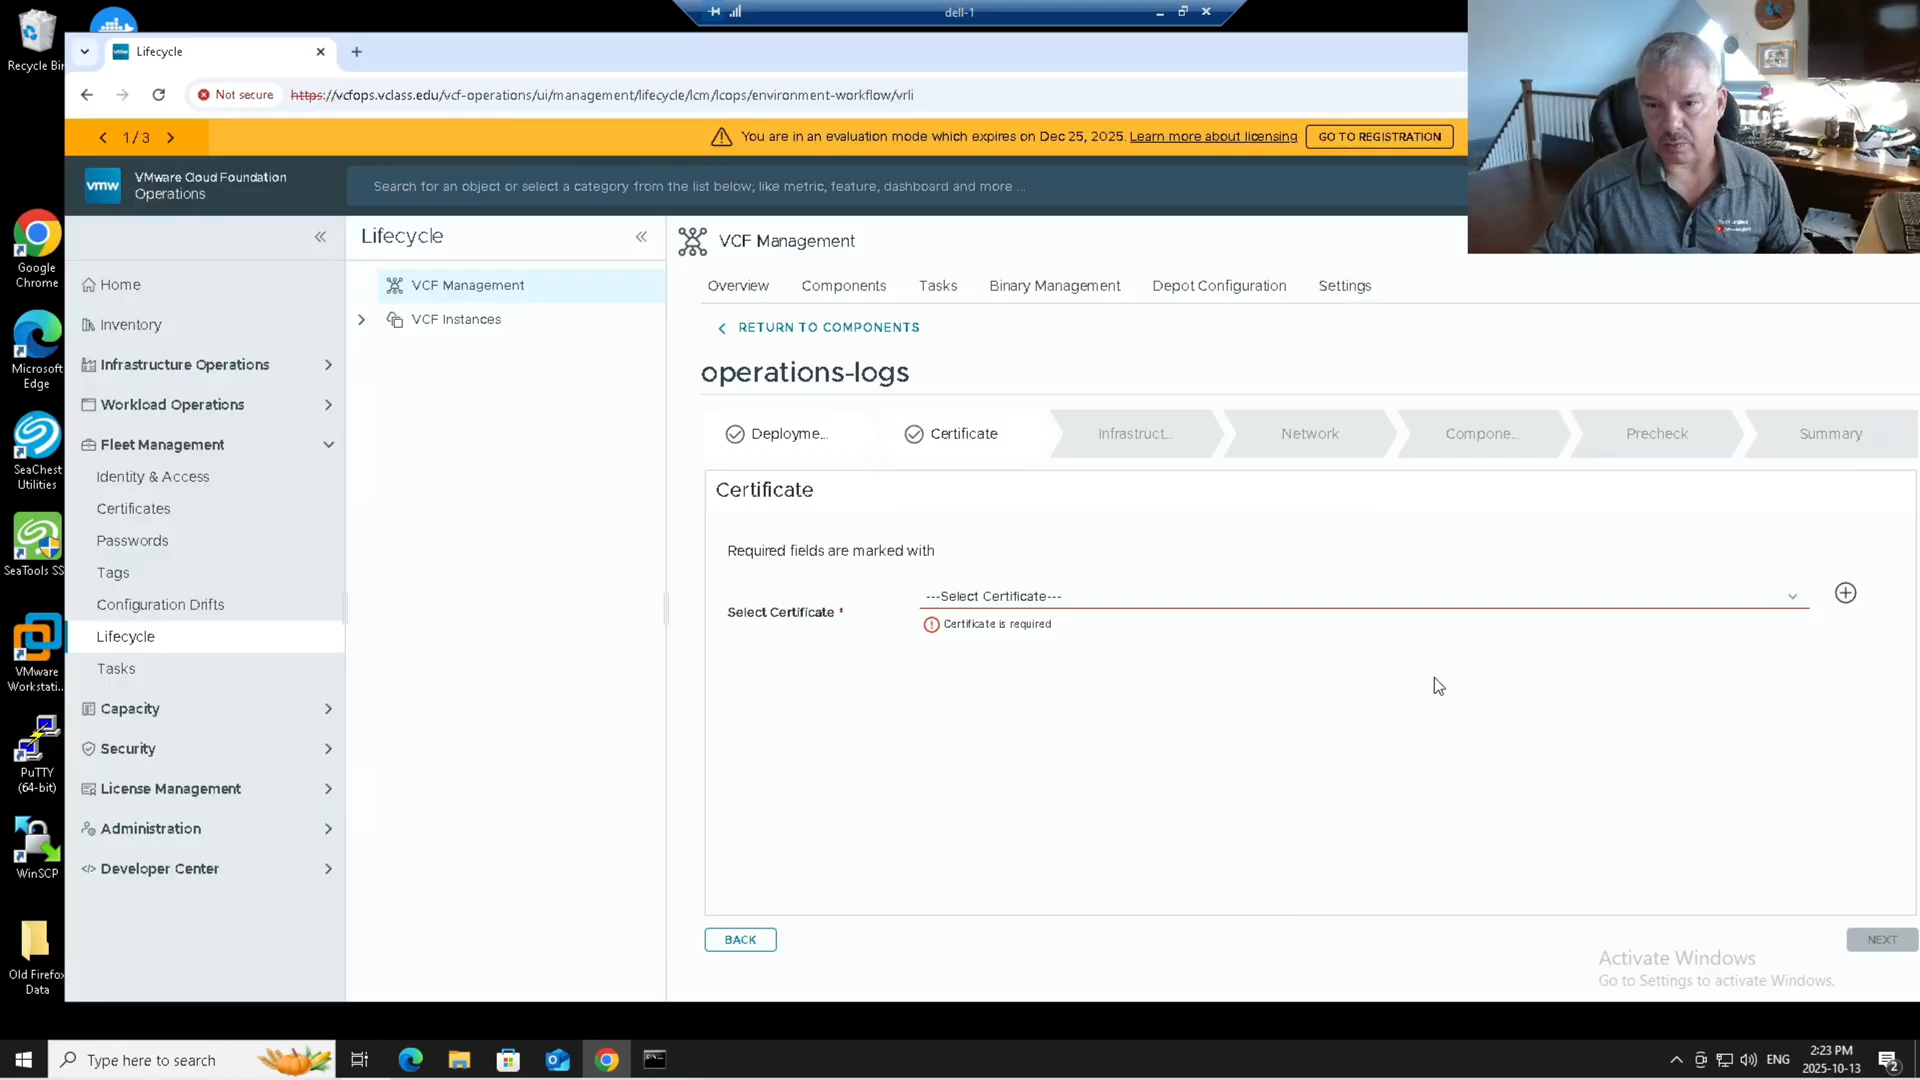 dell-1
Recycle Bin
Lifecycle
Not secure
https://vcfops.vclass.edu/vcf-operations/ui/management/lifecycle/lcm/lcops/environment-workflow/vrli
1 / 3
You are in an evaluation mode which expires on Dec 25, 2025. Learn more about licensing
GO TO REGISTRATION
vmw
VMware Cloud Foundation
Operations
Search for an object or select a category from the list below; like metric, feature, dashboard and more ...
Google
Chrome
Microsoft
Edge
SeaChest
Utilities
SeaTools SS
VMware
Workstati...
PuTTY
(64-bit)
WinSCP
Old Firefox
Data
Home
Inventory
Infrastructure Operations
Workload Operations
Fleet Management
Identity & Access
Certificates
Passwords
Tags
Configuration Drifts
Lifecycle
Tasks
Capacity
Security
License Management
Administration
</> Developer Center
Lifecycle
VCF Management
VCF Instances
VCF Management
Overview
Components
Tasks
Binary Management
Depot Configuration
Settings
RETURN TO COMPONENTS
operations-logs
Deployme...
Certificate
Infrastruct...
Network
Compone...
Precheck
Summary
Certificate
Required fields are marked with
Select Certificate *
---Select Certificate---
Certificate is required
BACK
NEXT
Activate Windows
Go to Settings to activate Windows.
Type here to search
ENG
2:23 PM
2025-10-13
2